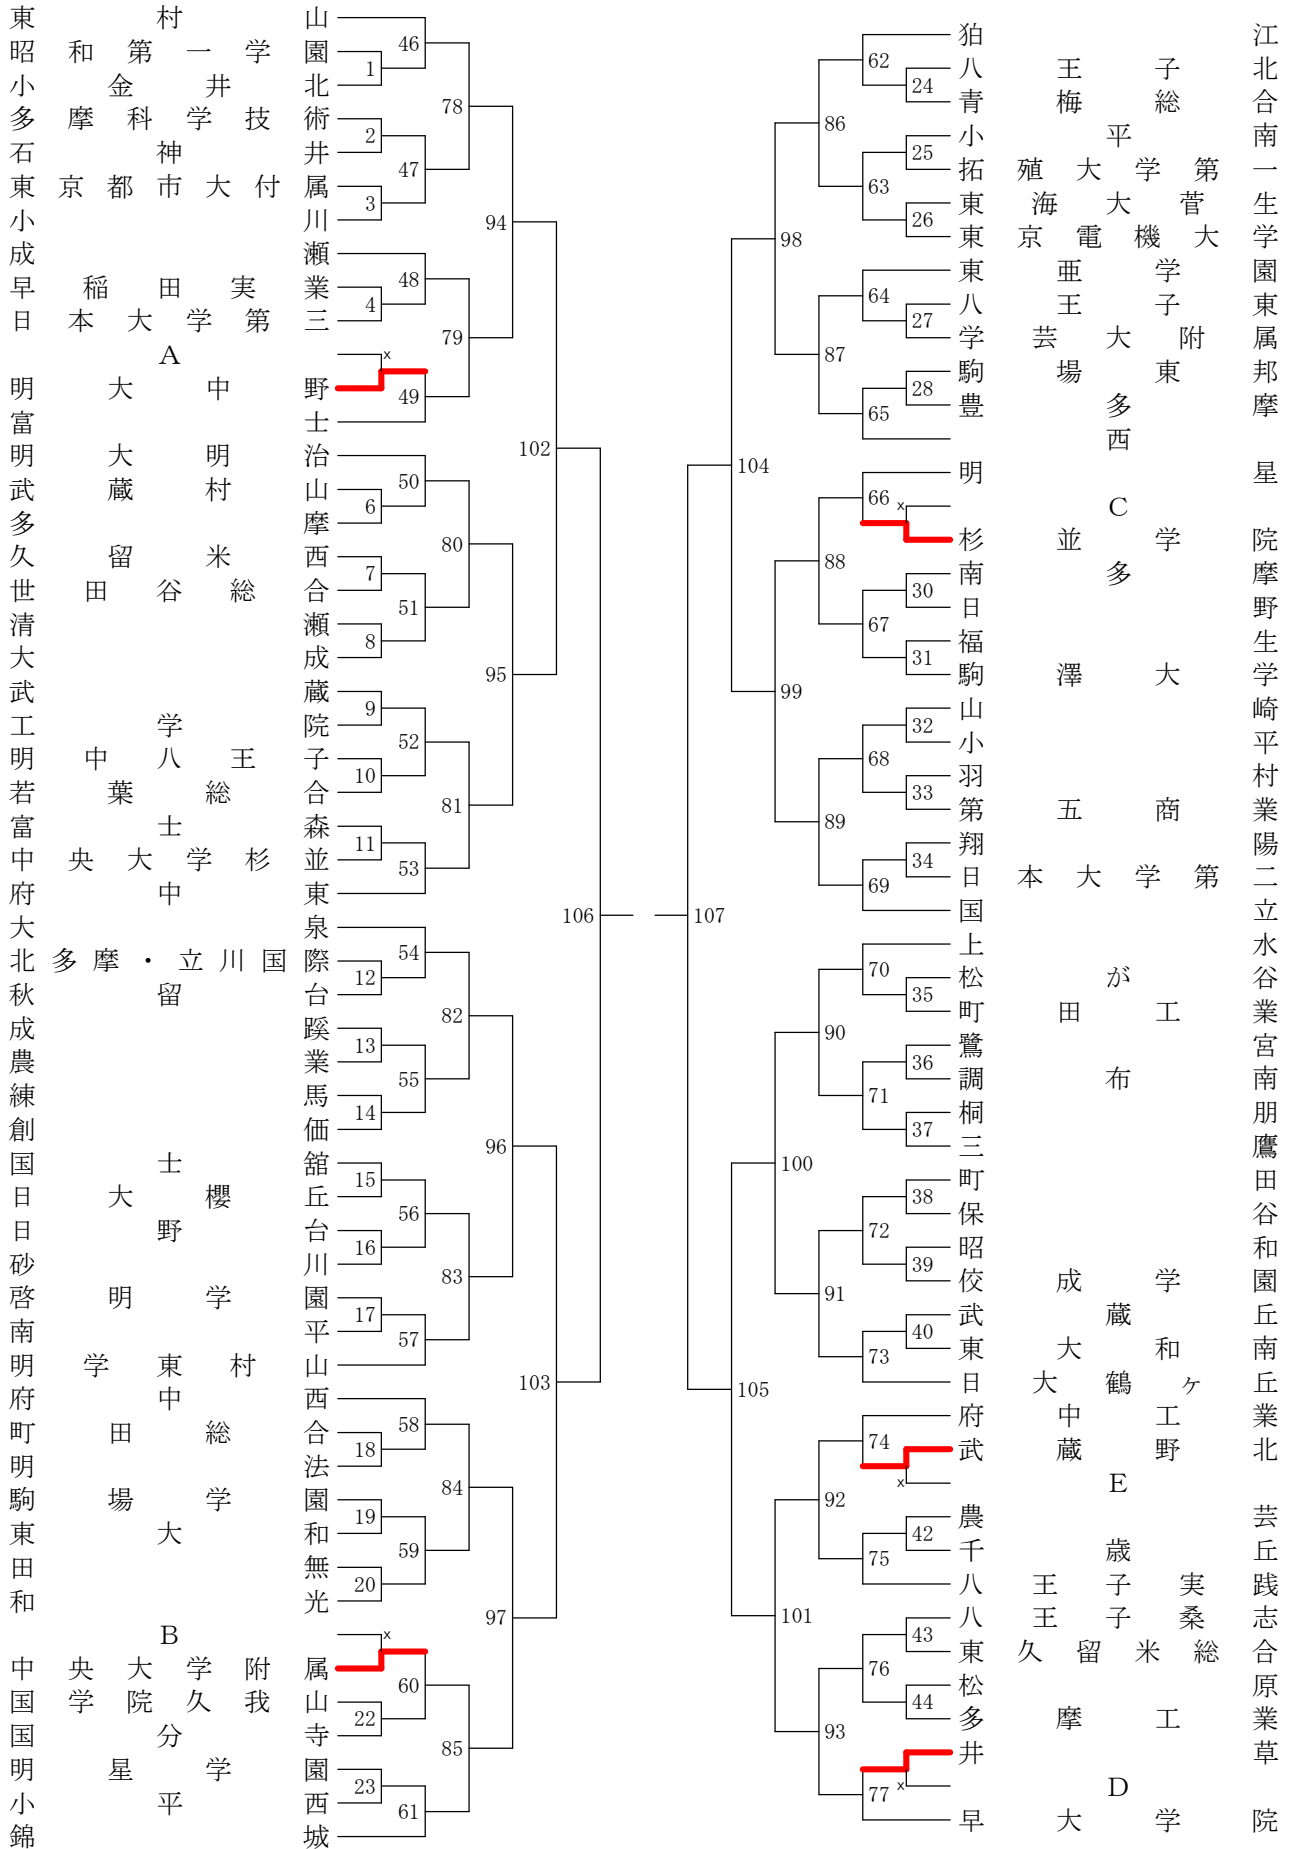 東村山
昭和第一学園
小金井北
多摩科学技術
石神井
東京都市大付属
小川
成瀬
早稲田実業
日本大学第三
A
明大中野
富士
明大明治
武蔵村山
多摩
久留米西
世田谷総合
清瀬
大成
武蔵
工学院
明中八王子
若葉総合
富士森
中央大学杉並
府中東
大泉
北多摩・立川国際
秋留台
成蹊
農業
練馬
創価
国士舘
日大櫻丘
日野台
砂川
啓明学園
南平
明学東村山
府中西
町田総合
明法
駒場学園
東大和
田無
和光
B
中央大学附属
国学院久我山
国分寺
明星学園
小平西
錦城
46
1
2
47
3
48
4
x
49
50
6
7
51
8
9
52
10
11
53
54
12
13
55
14
15
56
16
17
57
58
18
19
59
20
x
60
22
23
61
78
79
80
81
82
83
84
85
94
95
96
97
102
103
106
107
104
105
98
99
100
101
86
87
88
89
90
91
92
93
62
24
25
63
26
64
27
28
65
66
x
30
67
31
32
68
33
34
69
70
35
36
71
37
38
72
39
40
73
74
x
42
75
43
76
44
77
x
狛江
八王子北
青梅総合
小平南
拓殖大学第一
東海大菅生
東京電機大学
東亜学園
八王子東
学芸大附属
駒場東邦
豊多摩
西
明星
C
杉並学院
南多摩
日野
福生
駒澤大学
山崎
小平
羽村
第五商業
翔陽
日本大学第二
国立
上水
松が谷
町田工業
鷺宮
調布南
桐朋
三鷹
町田
保谷
昭和
佼成学園
武蔵丘
東大和南
日大鶴ヶ丘
府中工業
武蔵野北
E
農芸
千歳丘
八王子実践
八王子桑志
東久留米総合
松原
多摩工業
井草
D
早大学院